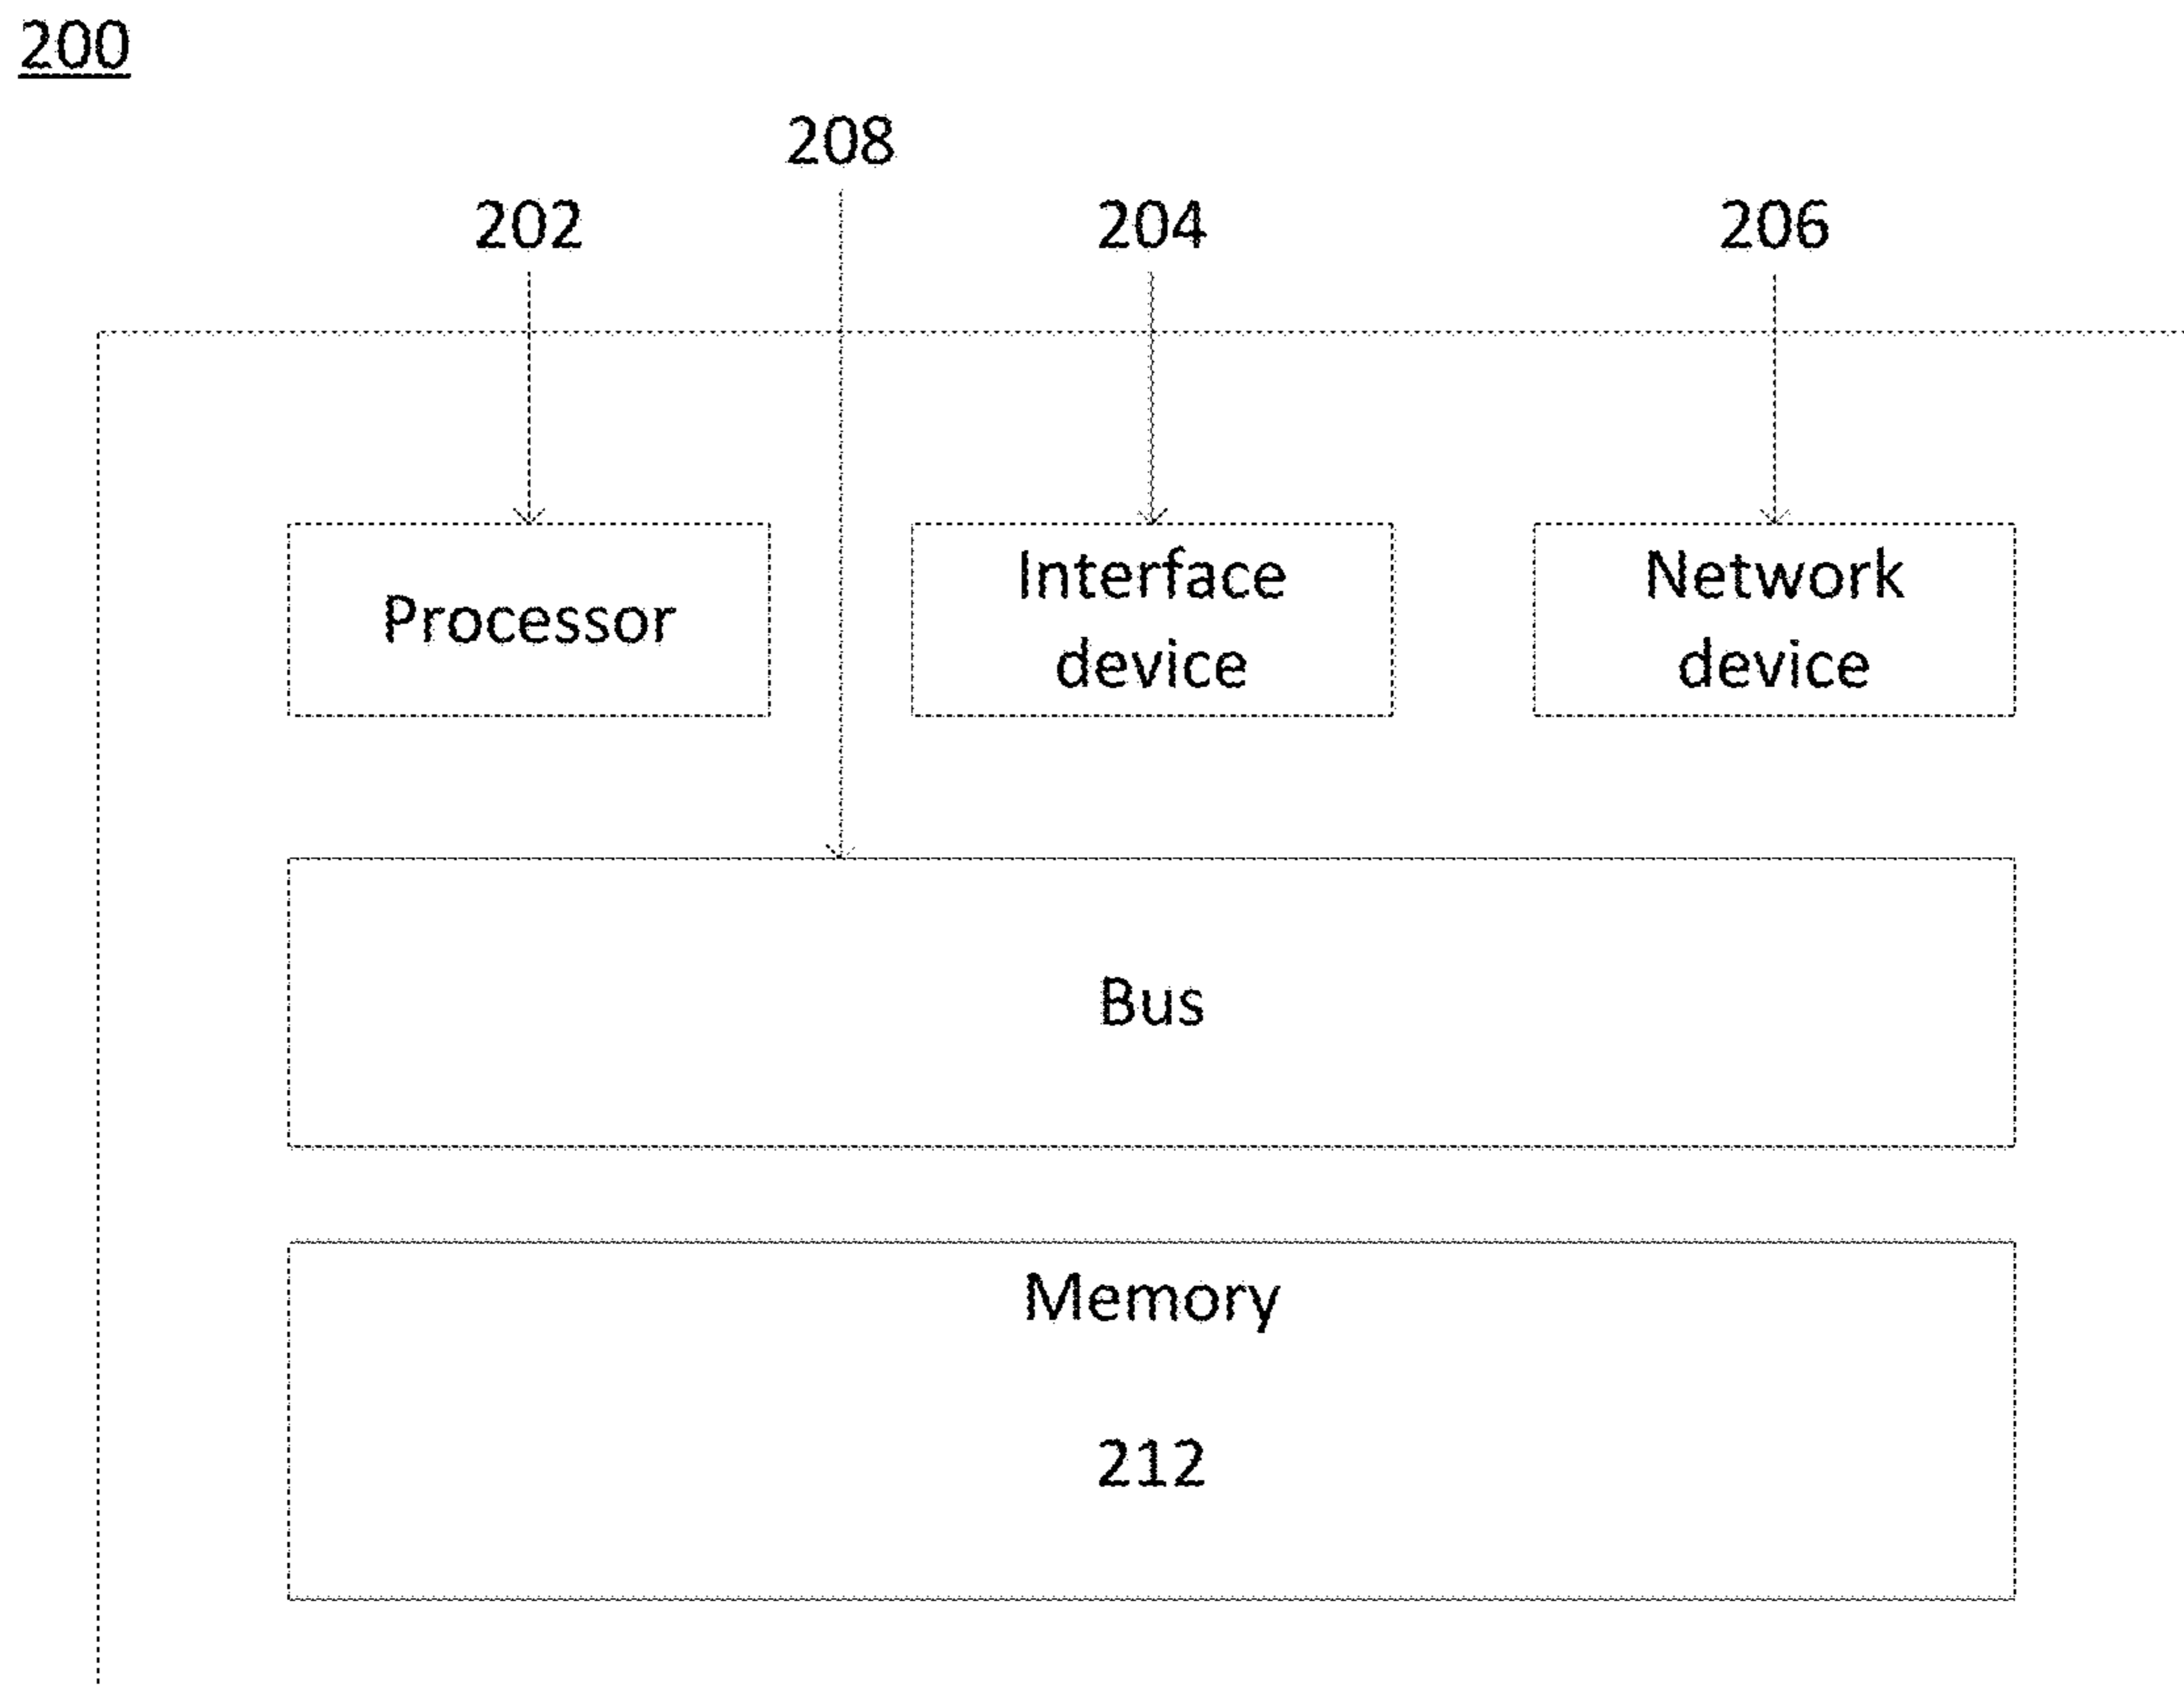 200
208
202
204
206
Processor
Interface
device
Network
device
Bus
Memory
212